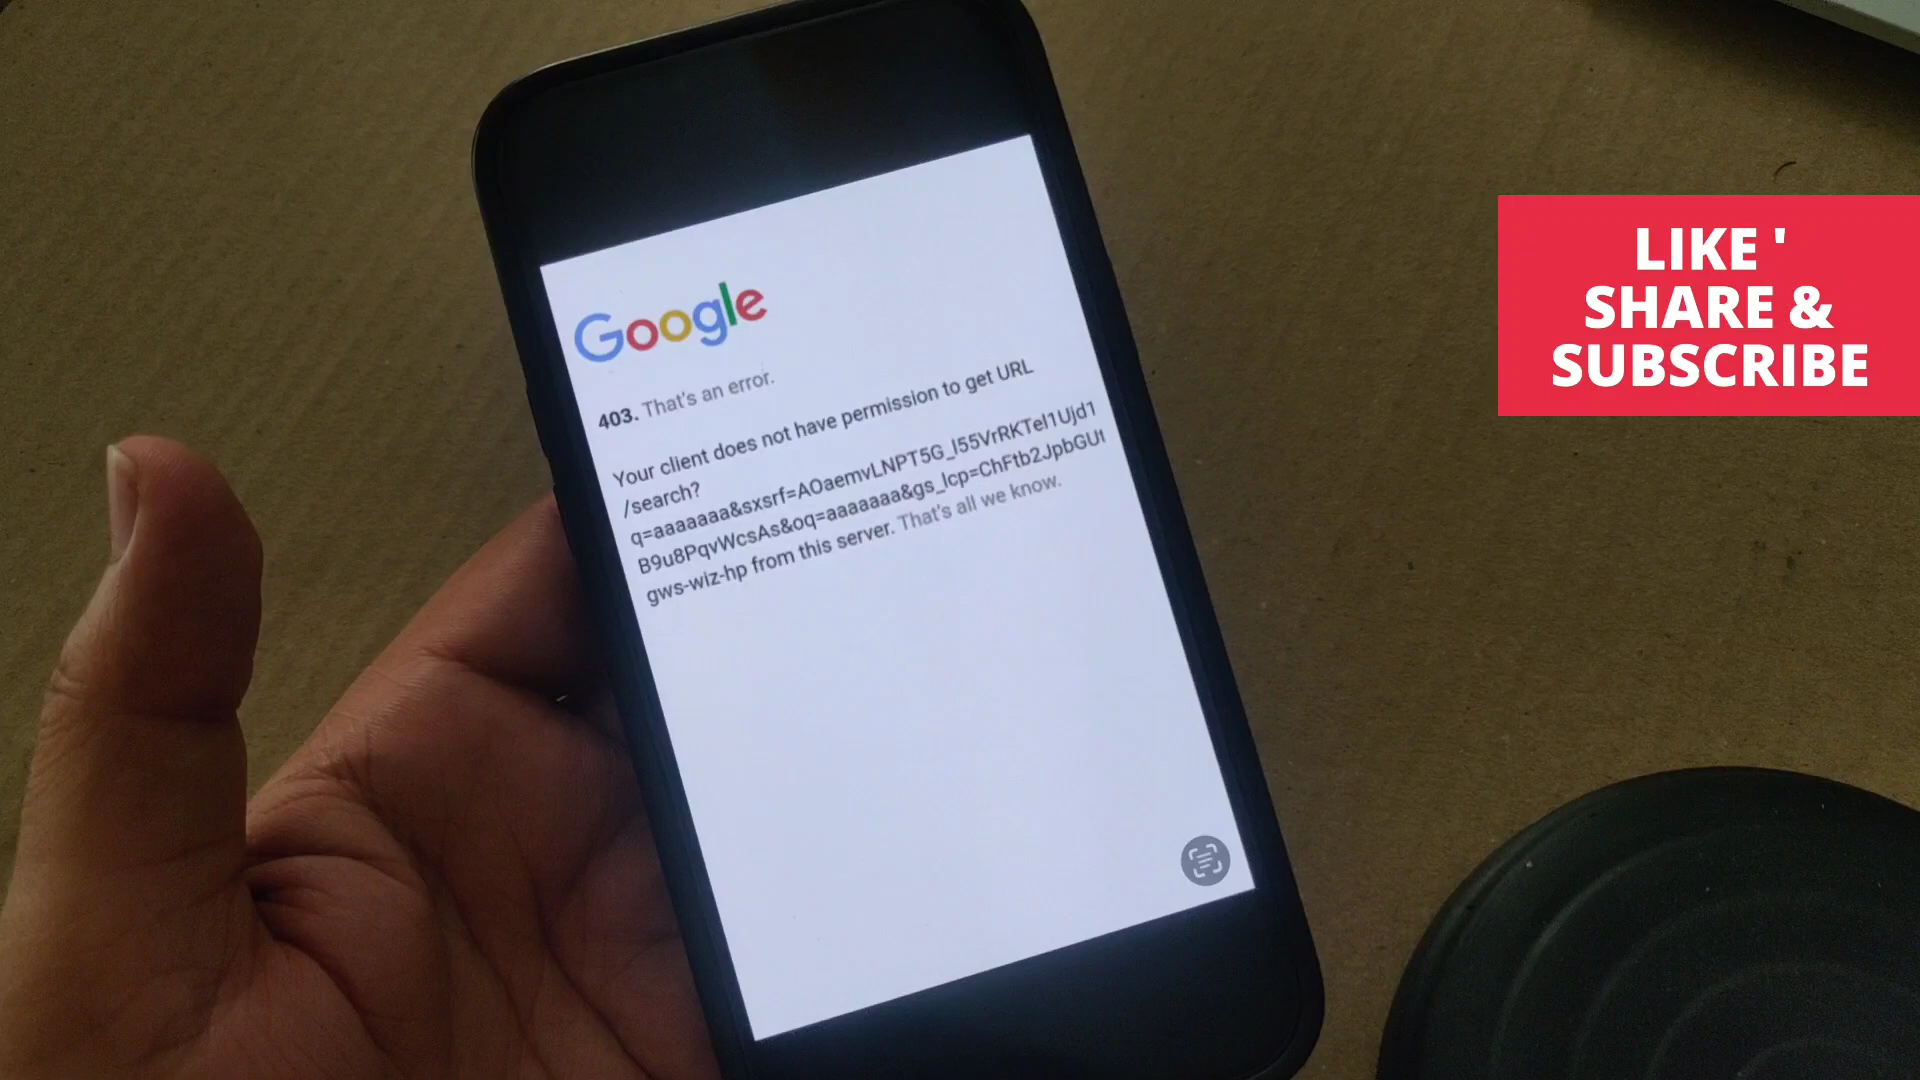 Google
403. That's an error.
Your client does not have permission to get URL
/search?
q=aaaaaaa&sxsrf=AOaemvLNPT5G_I55VrRKTeI1Ujd1
B9u8PqvWcsAs&oq=aaaaaaa&gs_lcp=ChFtb2JpbGUt
gws-wiz-hp from this server. That's all we know.
LIKE '
SHARE &
SUBSCRIBE